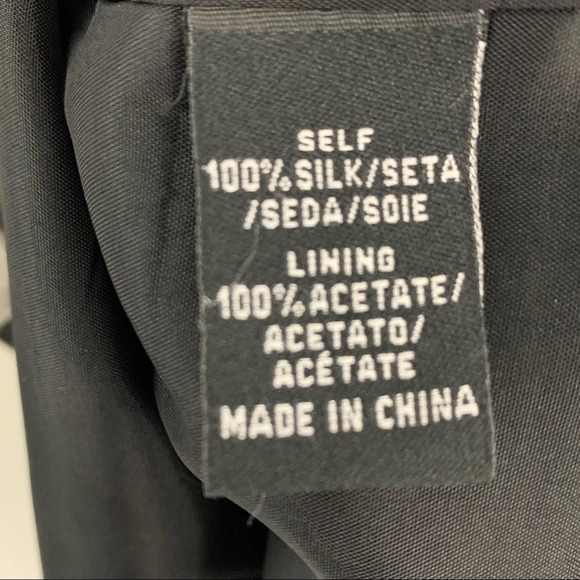 SELF
100%SILK/SETA
/SEDA/SOIE
LINING
100%ACETATE/
ACETATO/
ACÉTATE
MADE IN CHINA